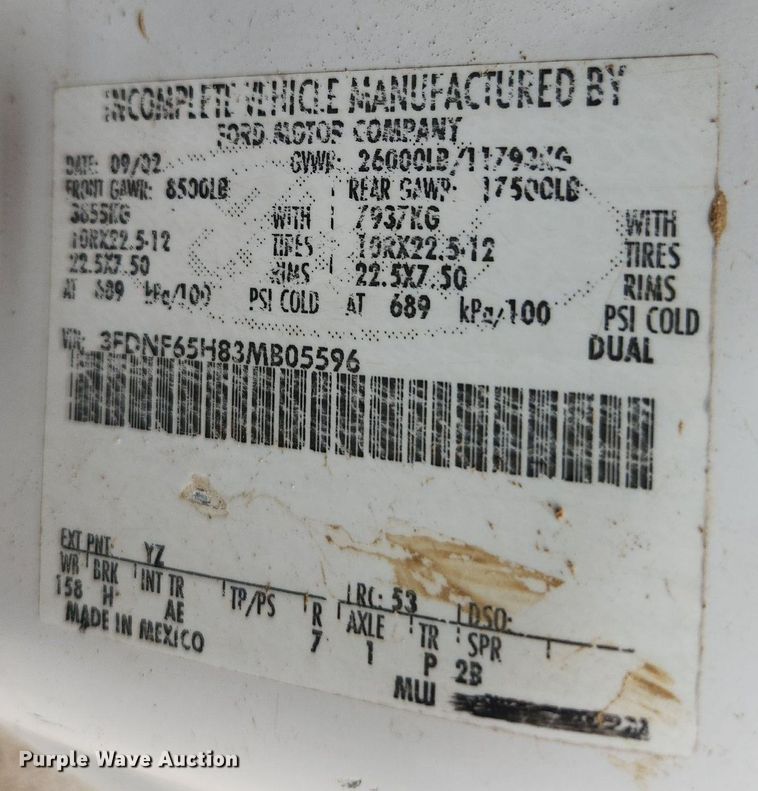 INCOMPLETE VEHICLE MANUFACTURED BY
FORD MOTOR COMPANY
DATE: 09/02 GVWR: 26000LB/11793KG
FRONT GAWR: 8500LB REAR GAWR: 17500LB
3855KG WITH 7937KG WITH
10RX22.5-12 TIRES 10RX22.5-12 TIRES
22.5X7.50 RIMS 22.5X7.50 RIMS
AT 689 kPa/100 PSI COLD AT 689 kPa/100 PSI COLD
VIN: 3FDNF65H83MB05596 DUAL
EXT PNT: YZ RC: 53 DSO:
WB BRK INT TR TP/PS R AXLE TR SPR
158 H AE 7 1 P 2B
MADE IN MEXICO MUU
Purple Wave Auction